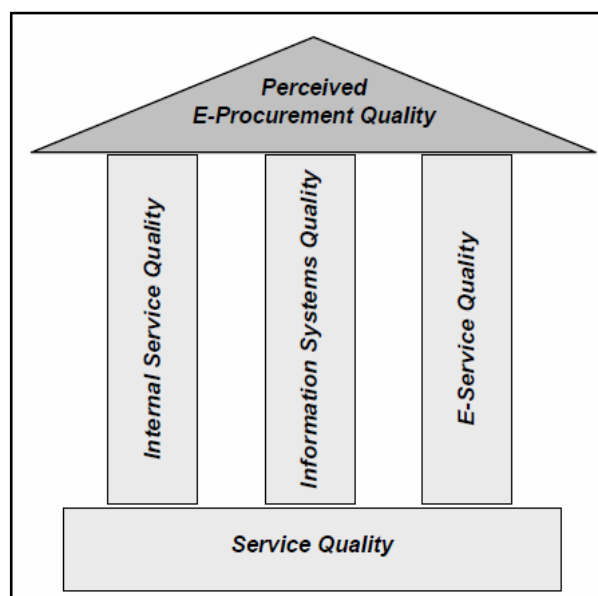 Perceived
E-Procurement Quality
Internal Service Quality
Information Systems Quality
E-Service Quality
Service Quality